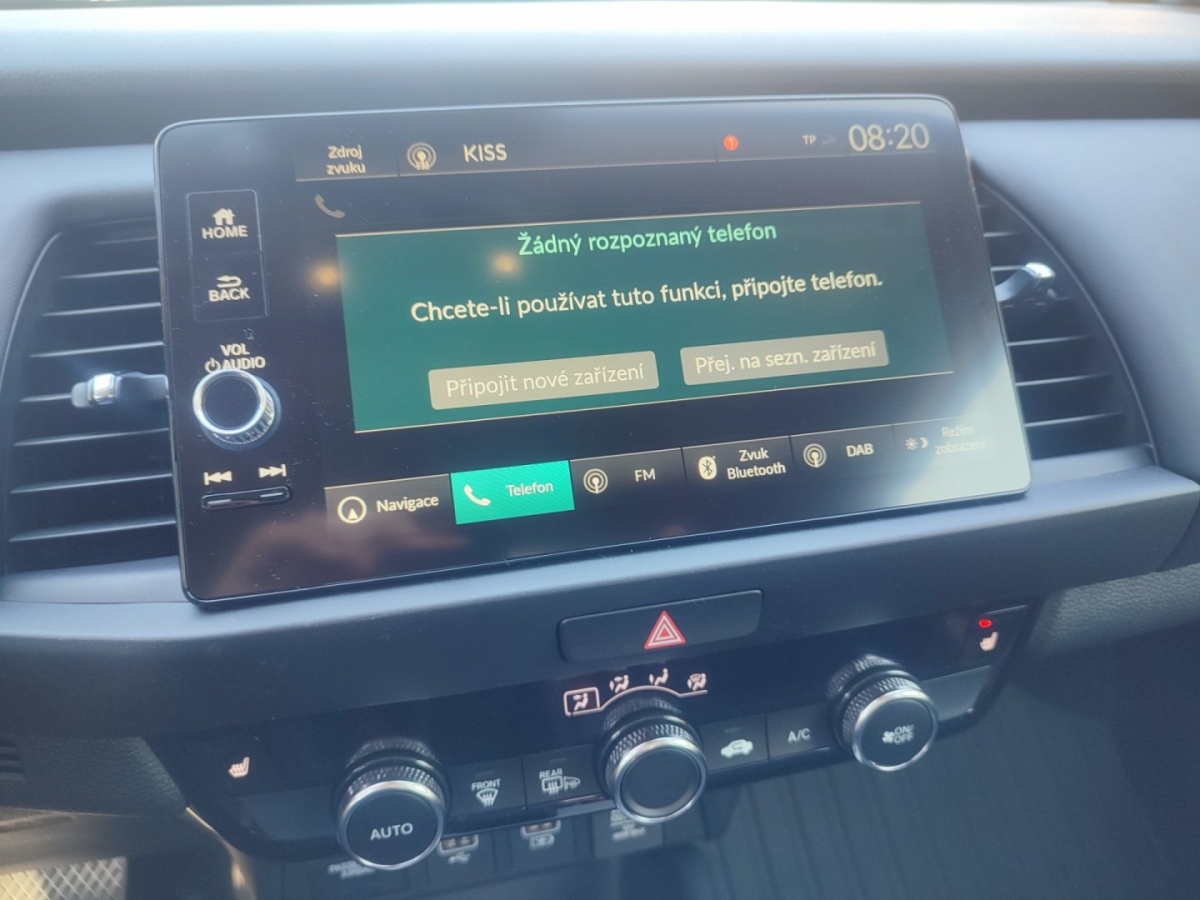 Zdroj
zvuku
FM
KISS
TP
08:20
HOME
BACK
VOL
AUDIO
Žádný rozpoznaný telefon
Chcete-li používat tuto funkci, připojte telefon.
Připojit nové zařízení
Přej. na sezn. zařízení
Navigace
Telefon
FM
Zvuk
Bluetooth
DAB
Režim
zobrazení
AUTO
FRONT
REAR
A/C
ON/
OFF